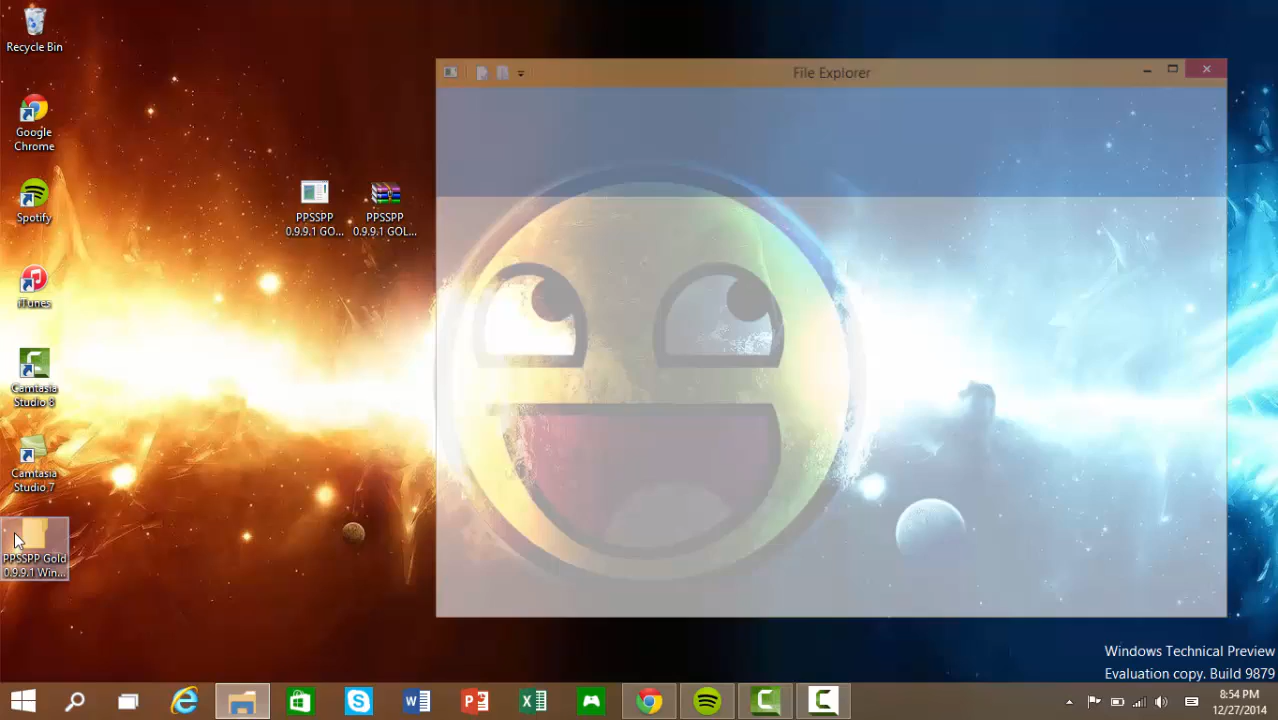 Recycle Bin
File Explorer
Google
Chrome
Spotify
PPSSPP
0.9.9.1 GO...
PPSSPP
0.9.9.1 GOL...
iTunes
Camtasia
Studio 8
Camtasia
Studio 7
PPSSPP Gold
0.9.9.1 Win...
Windows Technical Preview
Evaluation copy. Build 9879
8:54 PM
12/27/2014